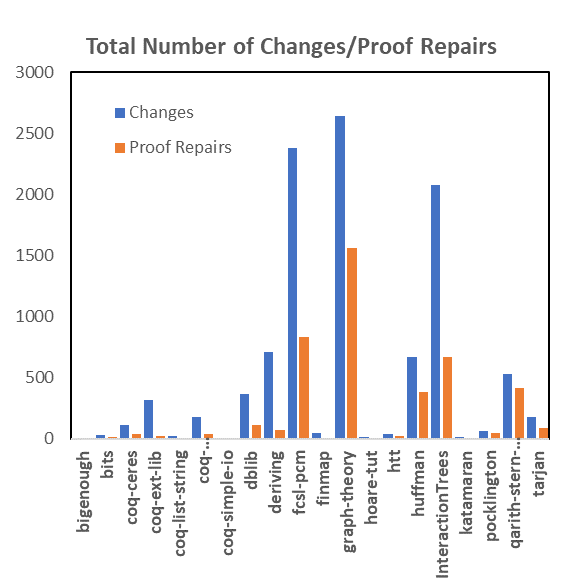 Total Number of Changes/Proof Repairs
3000
2500
2000
1500
1000
500
0
Changes
Proof Repairs
bigenough
bits
coq-ceres
coq-ext-lib
coq-list-string
coq-…
coq-simple-io
dblib
deriving
fcsl-pcm
finmap
graph-theory
hoare-tut
htt
huffman
InteractionTrees
katamaran
pocklington
qarith-stern-…
tarjan